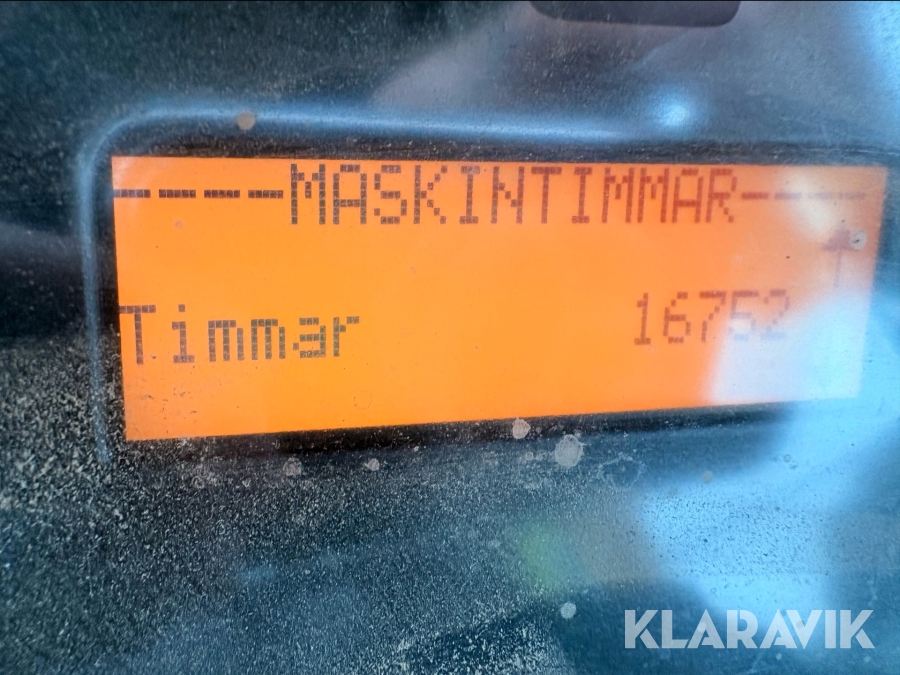 ----MASKINTIMMAR----
Timmar 16752
KLARAVIK